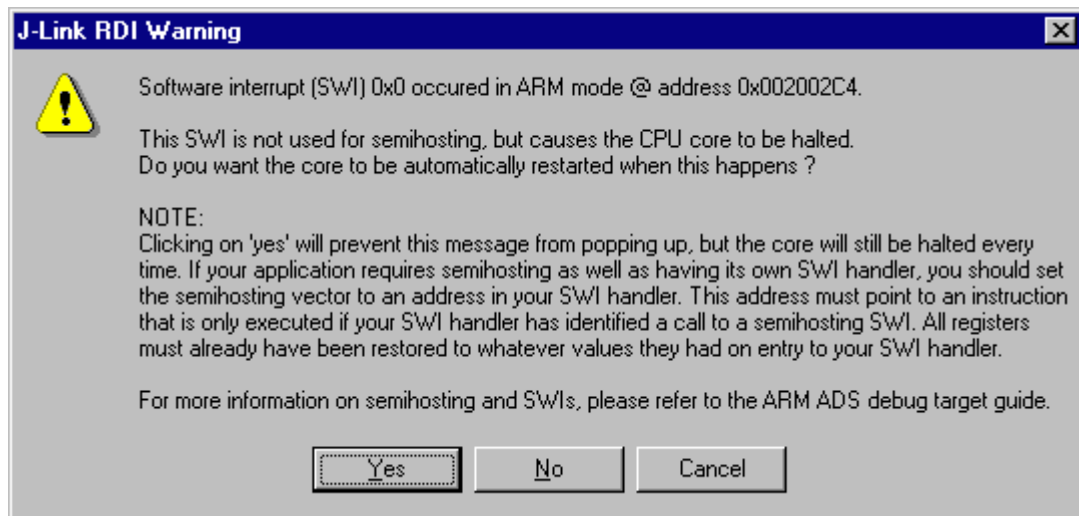 J-Link RDI Warning
Software interrupt (SWI) 0x0 occured in ARM mode @ address 0x002002C4.
This SWI is not used for semihosting, but causes the CPU core to be halted.
Do you want the core to be automatically restarted when this happens ?
NOTE:
Clicking on 'yes' will prevent this message from popping up, but the core will still be halted every
time. If your application requires semihosting as well as having its own SWI handler, you should set
the semihosting vector to an address in your SWI handler. This address must point to an instruction
that is only executed if your SWI handler has identified a call to a semihosting SWI. All registers
must already have been restored to whatever values they had on entry to your SWI handler.
For more information on semihosting and SWIs, please refer to the ARM ADS debug target guide.
Yes No Cancel